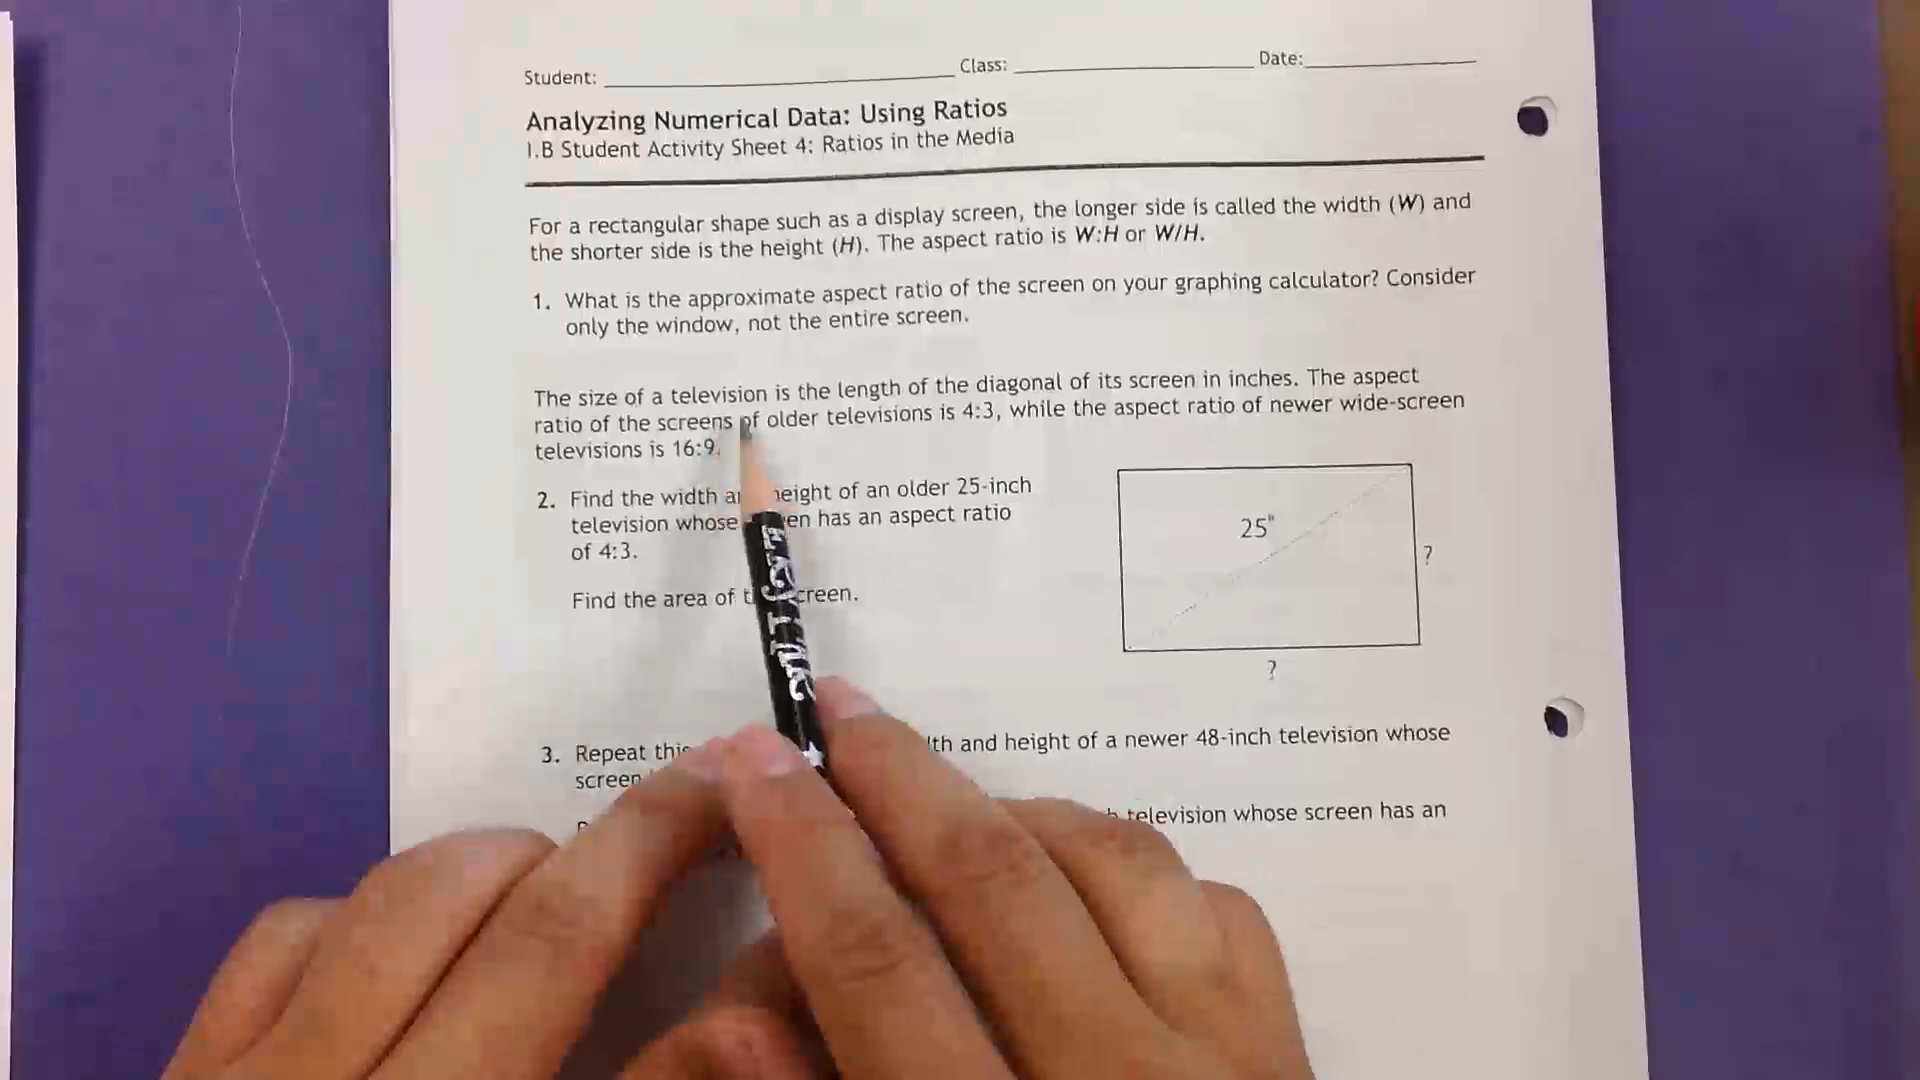 Student: Class: Date:
Analyzing Numerical Data: Using Ratios
I.B Student Activity Sheet 4: Ratios in the Media
For a rectangular shape such as a display screen, the longer side is called the width (W) and
the shorter side is the height (H). The aspect ratio is W:H or W/H.
1. What is the approximate aspect ratio of the screen on your graphing calculator? Consider
only the window, not the entire screen.
The size of a television is the length of the diagonal of its screen in inches. The aspect
ratio of the screens of older televisions is 4:3, while the aspect ratio of newer wide-screen
televisions is 16:9.
2. Find the width height of an older 25-inch
television whose has an aspect ratio
of 4:3.
Find the area of screen.
25"
?
?
3. Repeat this and height of a newer 48-inch television whose
screen
television whose screen has an